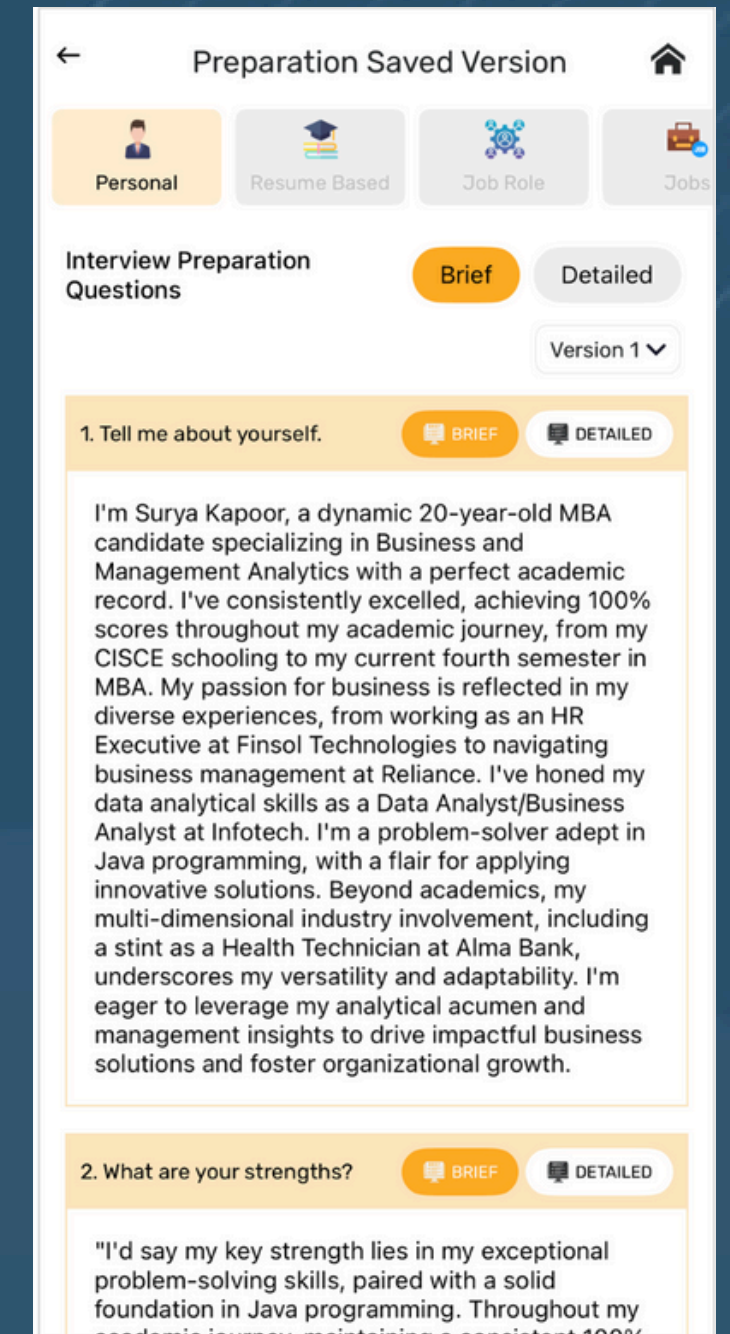 Preparation Saved Version
Personal
Resume Based
Job Role
Jobs
Interview Preparation
Questions
Brief
Detailed
Version 1
1. Tell me about yourself.
BRIEF
DETAILED
I'm Surya Kapoor, a dynamic 20-year-old MBA
candidate specializing in Business and
Management Analytics with a perfect academic
record. I've consistently excelled, achieving 100%
scores throughout my academic journey, from my
CISCE schooling to my current fourth semester in
MBA. My passion for business is reflected in my
diverse experiences, from working as an HR
Executive at Finsol Technologies to navigating
business management at Reliance. I've honed my
data analytical skills as a Data Analyst/Business
Analyst at Infotech. I'm a problem-solver adept in
Java programming, with a flair for applying
innovative solutions. Beyond academics, my
multi-dimensional industry involvement, including
a stint as a Health Technician at Alma Bank,
underscores my versatility and adaptability. I'm
eager to leverage my analytical acumen and
management insights to drive impactful business
solutions and foster organizational growth.
2. What are your strengths?
BRIEF
DETAILED
"I'd say my key strength lies in my exceptional
problem-solving skills, paired with a solid
foundation in Java programming. Throughout my
academic journey, maintaining a consistent 100%